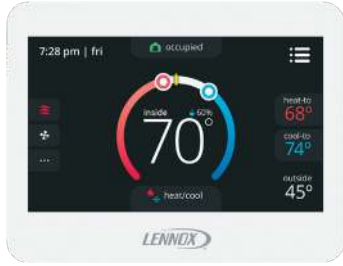 7:28 pm | fri
occupied
inside
60%
70°
heat-to
68°
cool-to
74°
outside
45°
heat/cool
LENNOX